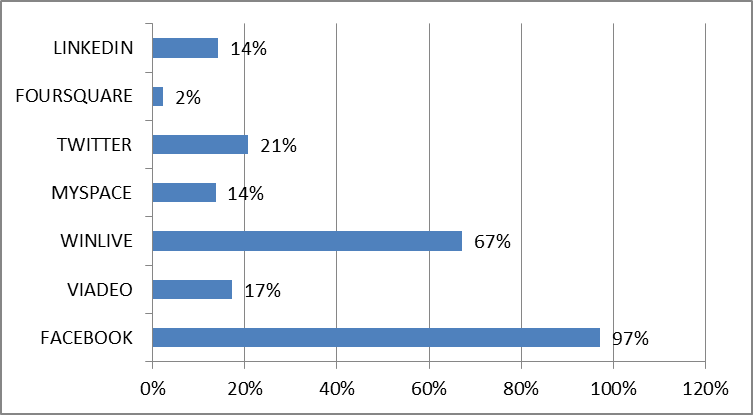 LINKEDIN 14%
FOURSQUARE 2%
TWITTER 21%
MYSPACE 14%
WINLIVE 67%
VIADEO 17%
FACEBOOK 97%
0% 20% 40% 60% 80% 100% 120%